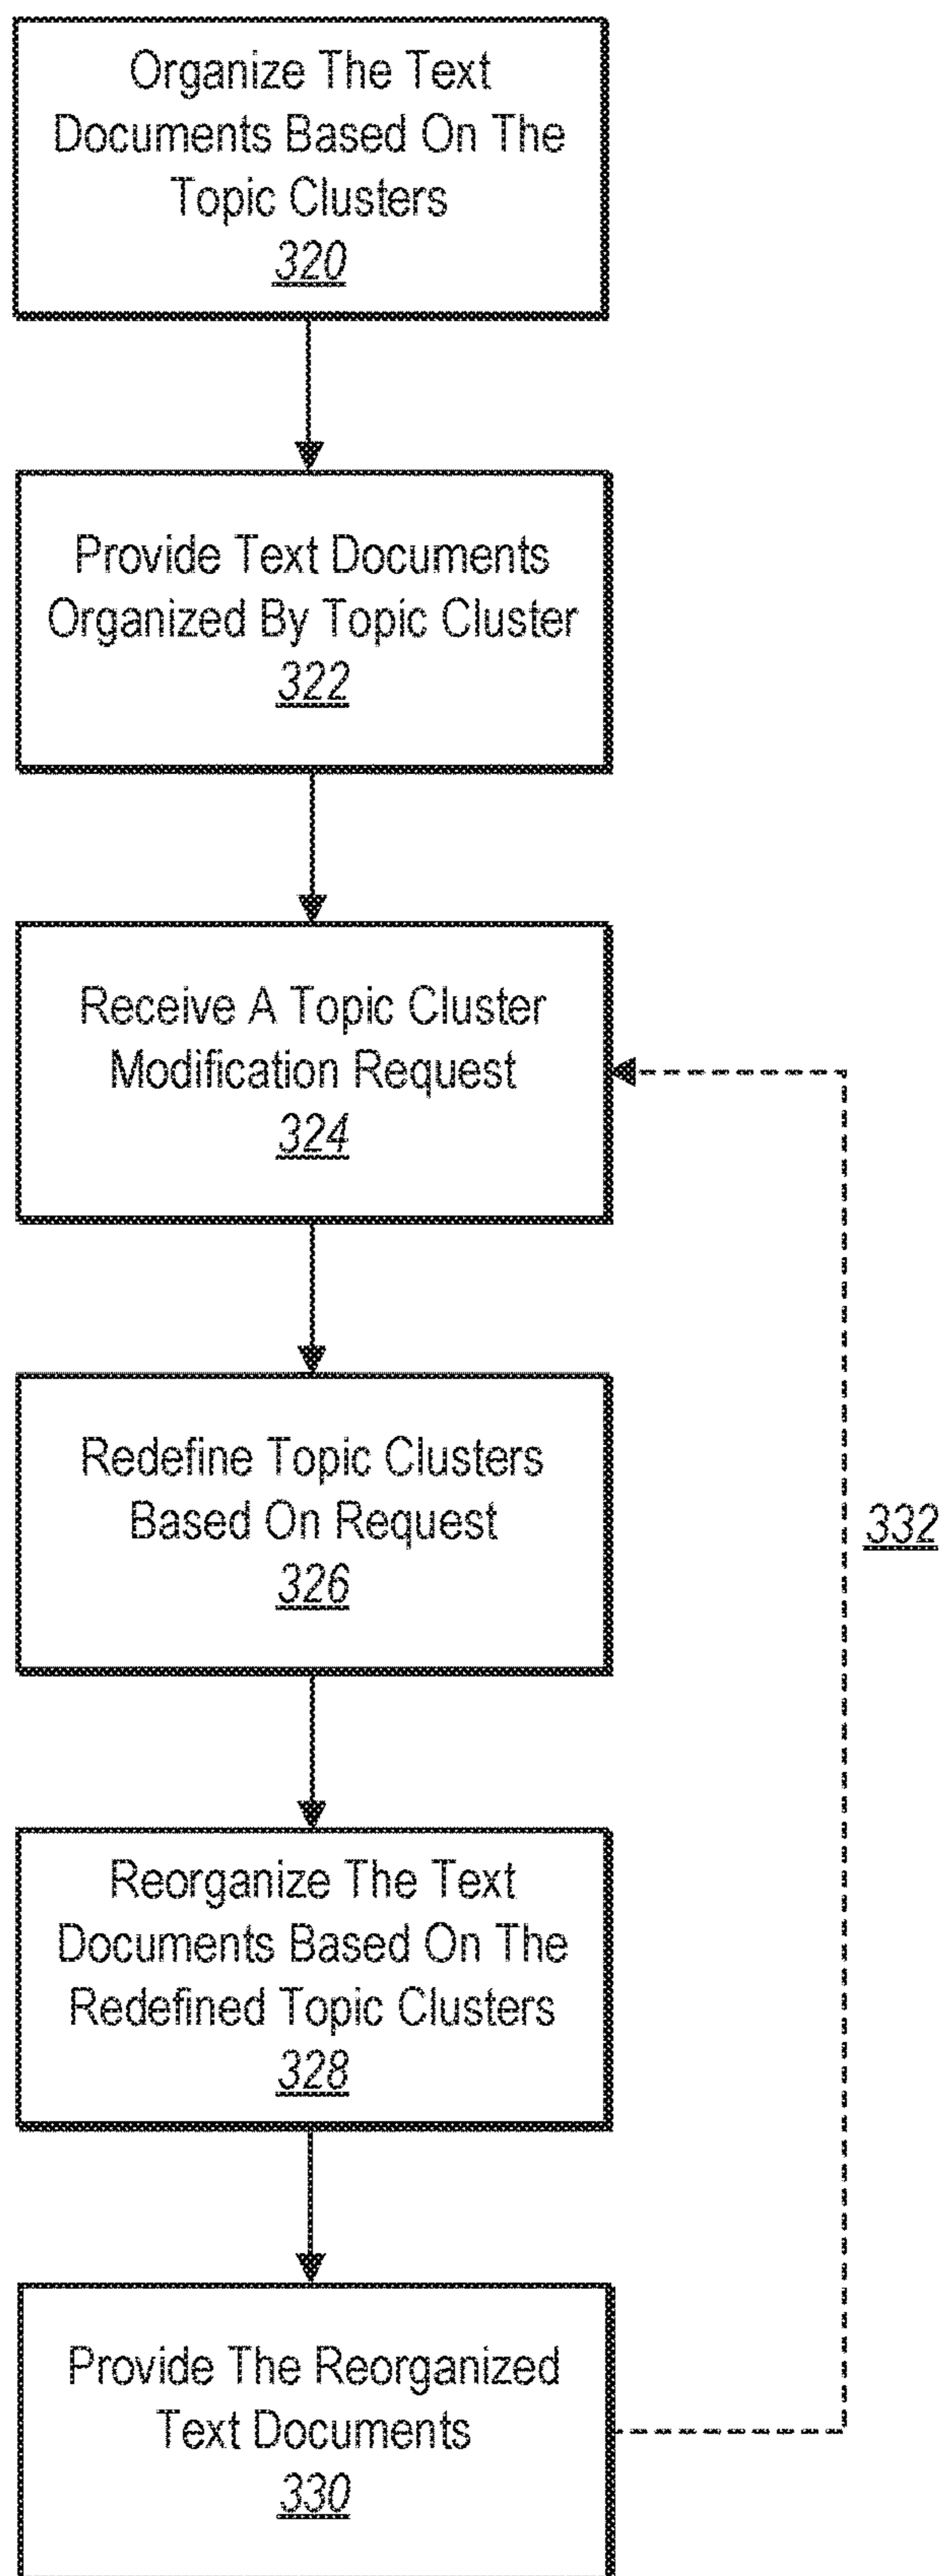 Organize The Text
Documents Based On The
Topic Clusters
320
Provide Text Documents
Organized By Topic Cluster
322
Receive A Topic Cluster
Modification Request
324
Redefine Topic Clusters
Based On Request
326
332
Reorganize The Text
Documents Based On The
Redefined Topic Clusters
328
Provide The Reorganized
Text Documents
330